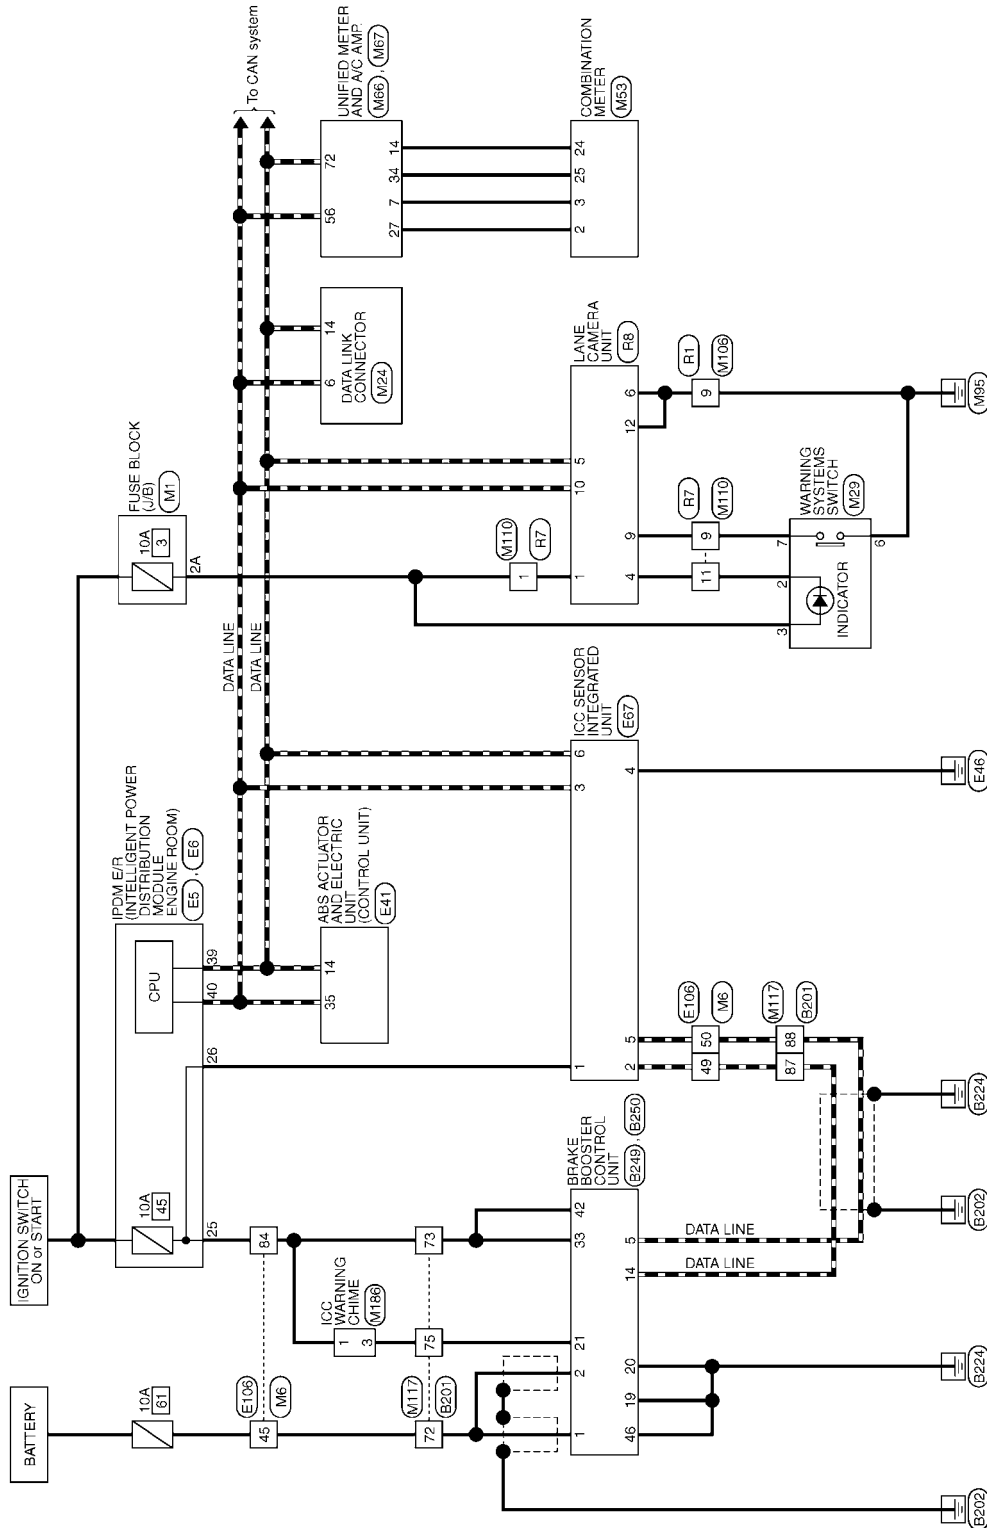 BATTERY
10A
61
E106
M6
45
M117
B201
72
B202
IGNITION SWITCH
ON or START
IPDM E/R
(INTELLIGENT POWER
DISTRIBUTION
MODULE
ENGINE ROOM)
E5 , E6
10A
45
CPU
25
26
40
39
84
ICC
WARNING
CHIME
M186
1
3
75
73
BRAKE
BOOSTER
CONTROL
UNIT
B249 , B250
1
2
21
33
42
46
19
20
14
5
DATA LINE
DATA LINE
B224
B202
B224
ABS ACTUATOR
AND ELECTRIC
UNIT
(CONTROL UNIT)
E41
35
14
ICC SENSOR
INTEGRATED
UNIT
E67
1
3
6
2
5
4
E106
M6
49
50
M117
B201
87
88
E46
DATA LINE
DATA LINE
FUSE BLOCK
(J/B)
M1
10A
3
2A
M110
R7
1
LANE
CAMERA
UNIT
R8
1
10
5
4
9
12
6
R7
M110
11
9
R1
M106
9
WARNING
SYSTEMS
SWITCH
M29
3
2
7
6
INDICATOR
M95
6
14
DATA LINK
CONNECTOR
M24
To CAN system
UNIFIED METER
AND A/C AMP.
M66 , M67
56
72
27
7
34
14
COMBINATION
METER
M53
2
3
25
24